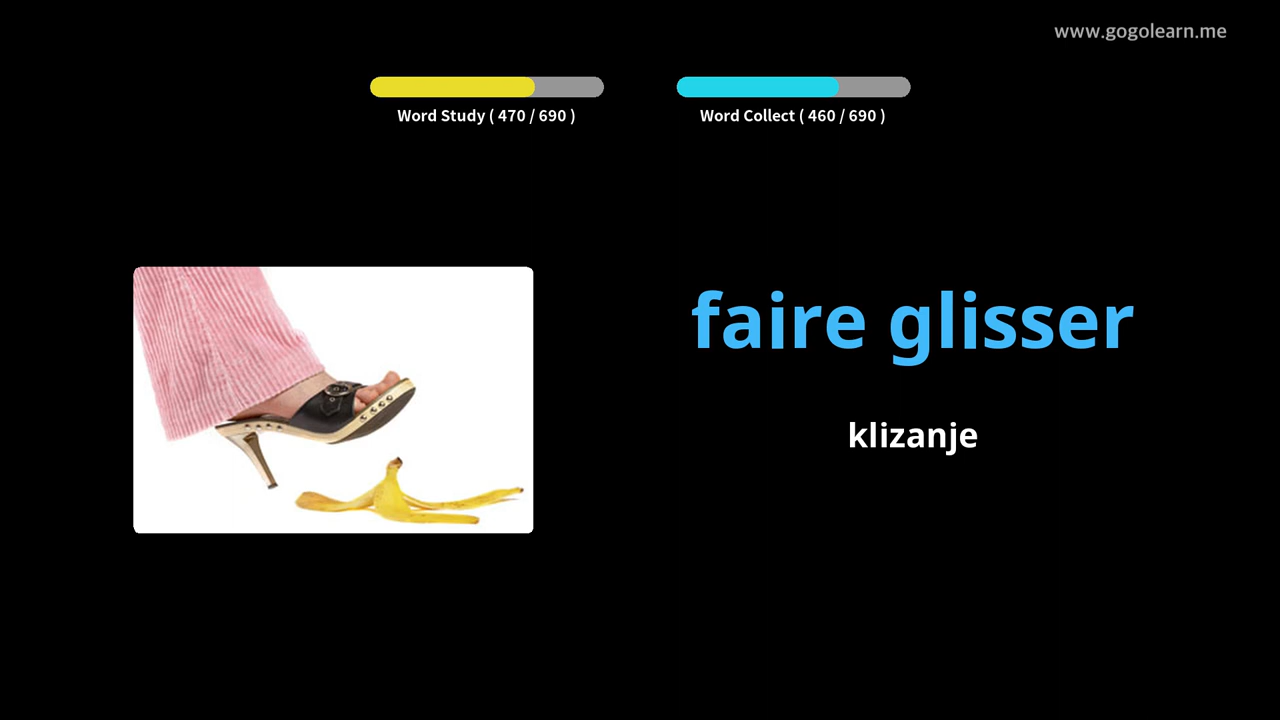 www.gogolearn.me
Word Study ( 470 / 690 )
Word Collect ( 460 / 690 )
faire glisser
klizanje